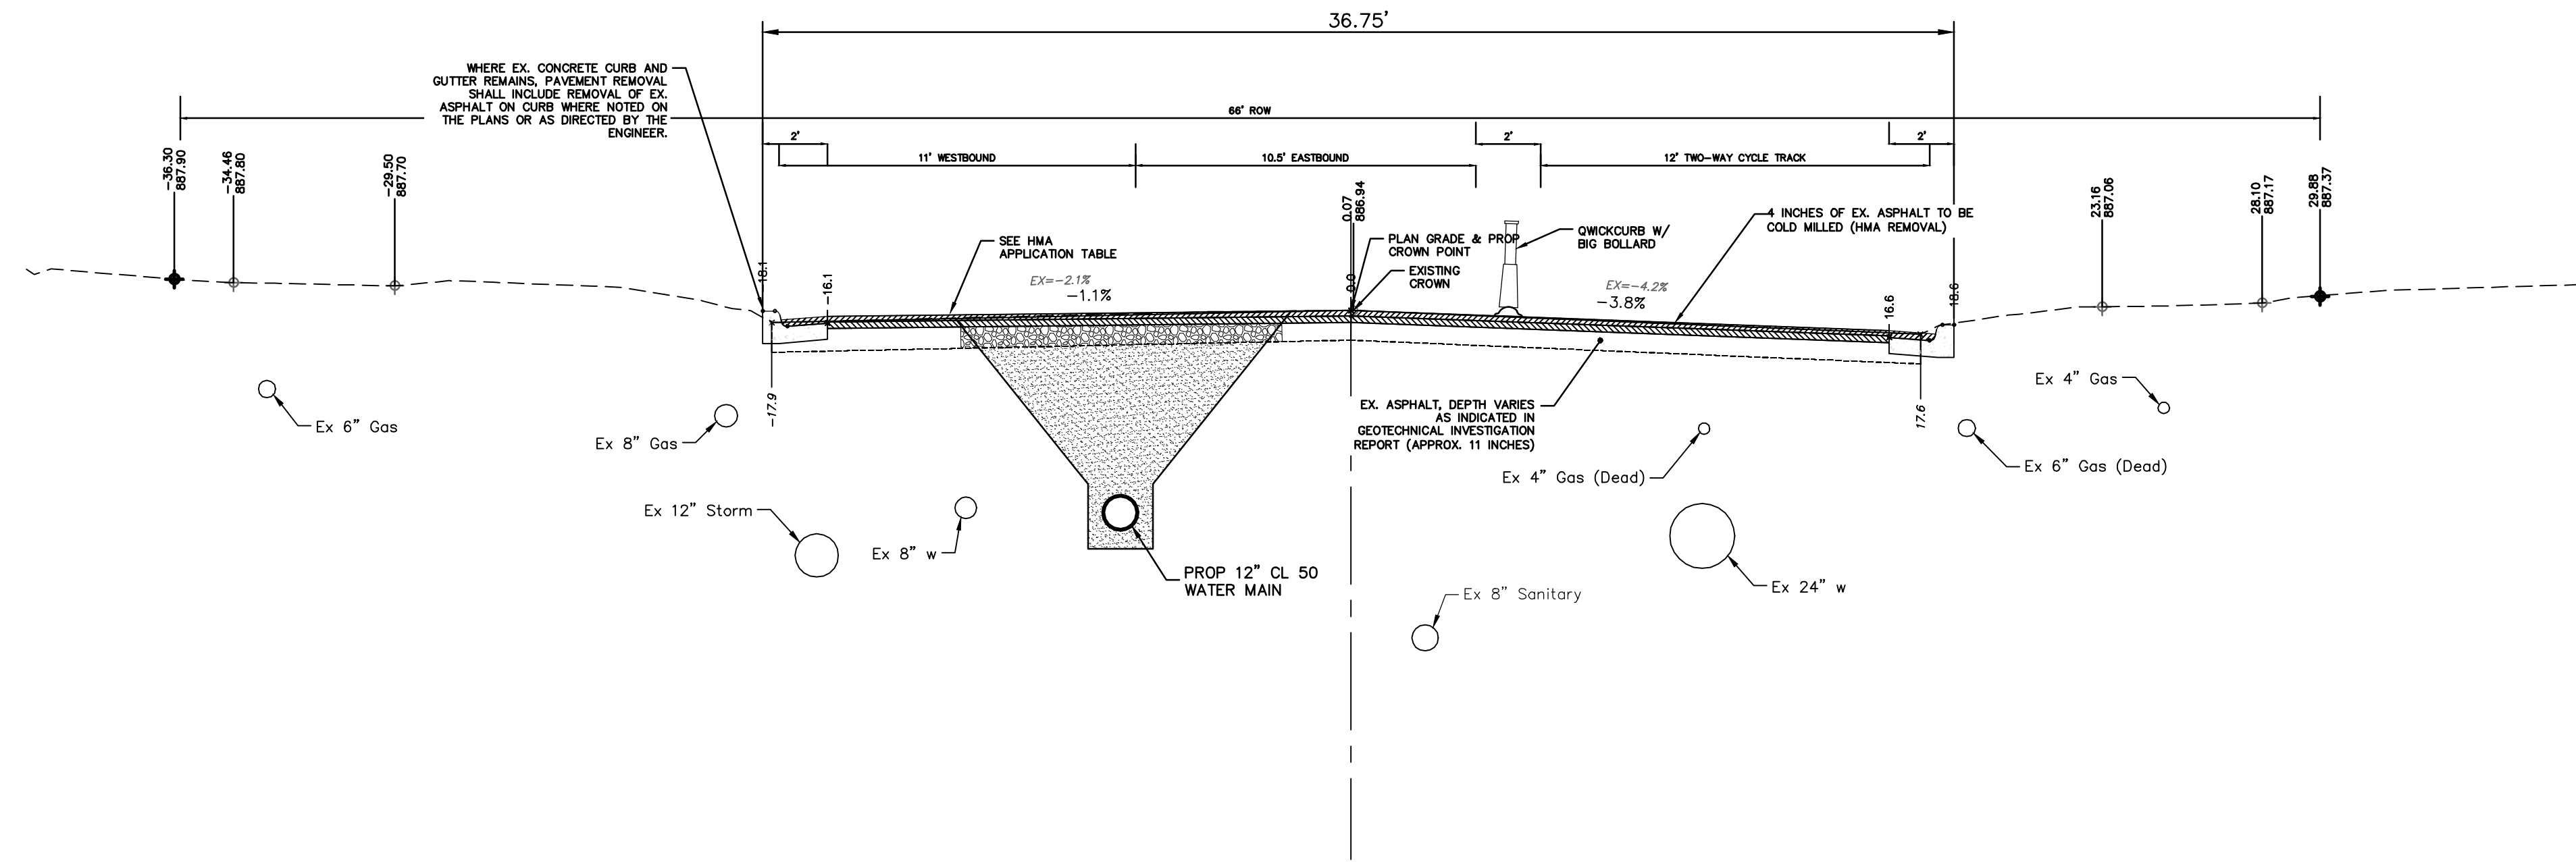 36.75'
WHERE EX. CONCRETE CURB AND
GUTTER REMAINS, PAVEMENT REMOVAL
SHALL INCLUDE REMOVAL OF EX.
ASPHALT ON CURB WHERE NOTED ON
THE PLANS OR AS DIRECTED BY THE
ENGINEER.
66' ROW
2'
2'
2'
11' WESTBOUND
10.5' EASTBOUND
12' TWO-WAY CYCLE TRACK
-36.30
887.90
-34.46
887.80
-29.50
887.70
0.07
886.94
23.16
887.06
28.10
887.17
29.88
887.37
SEE HMA
APPLICATION TABLE
PLAN GRADE & PROP
CROWN POINT
EXISTING
CROWN
QWICKCURB W/
BIG BOLLARD
4 INCHES OF EX. ASPHALT TO BE
COLD MILLED (HMA REMOVAL)
EX=-2.1%
-1.1%
EX=-4.2%
-3.8%
-18.1
-16.1
0.0
16.6
18.6
-17.9
17.6
EX. ASPHALT, DEPTH VARIES
AS INDICATED IN
GEOTECHNICAL INVESTIGATION
REPORT (APPROX. 11 INCHES)
Ex 6" Gas
Ex 8" Gas
Ex 4" Gas
Ex 4" Gas (Dead)
Ex 6" Gas (Dead)
Ex 12" Storm
Ex 8" w
PROP 12" CL 50
WATER MAIN
Ex 8" Sanitary
Ex 24" w